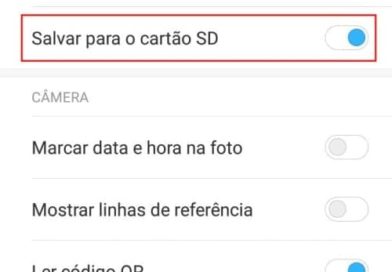 Salvar para o cartão SD
CÂMERA
Marcar data e hora na foto
Mostrar linhas de referência
Ler código QR